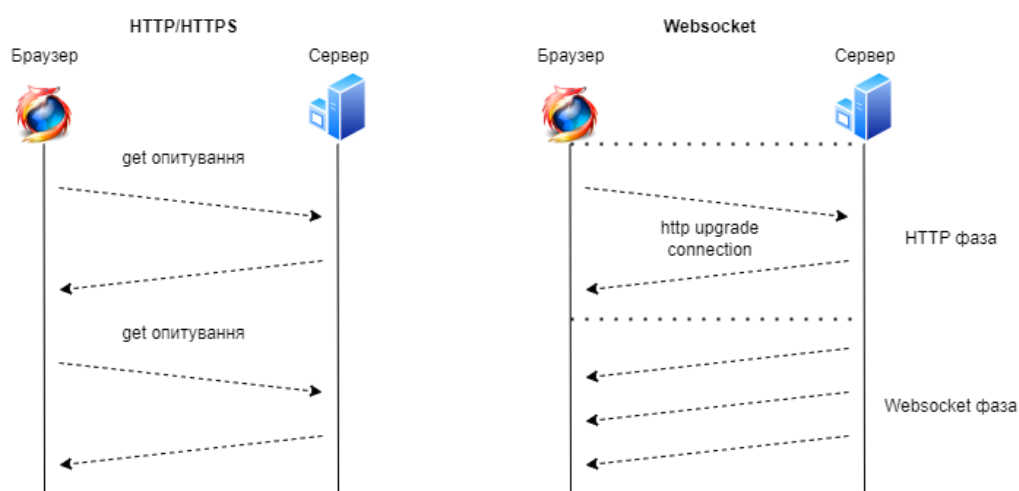 HTTP/HTTPS
Браузер
Сервер
get опитування
get опитування
Websocket
Браузер
Сервер
http upgrade
connection
HTTP фаза
Websocket фаза